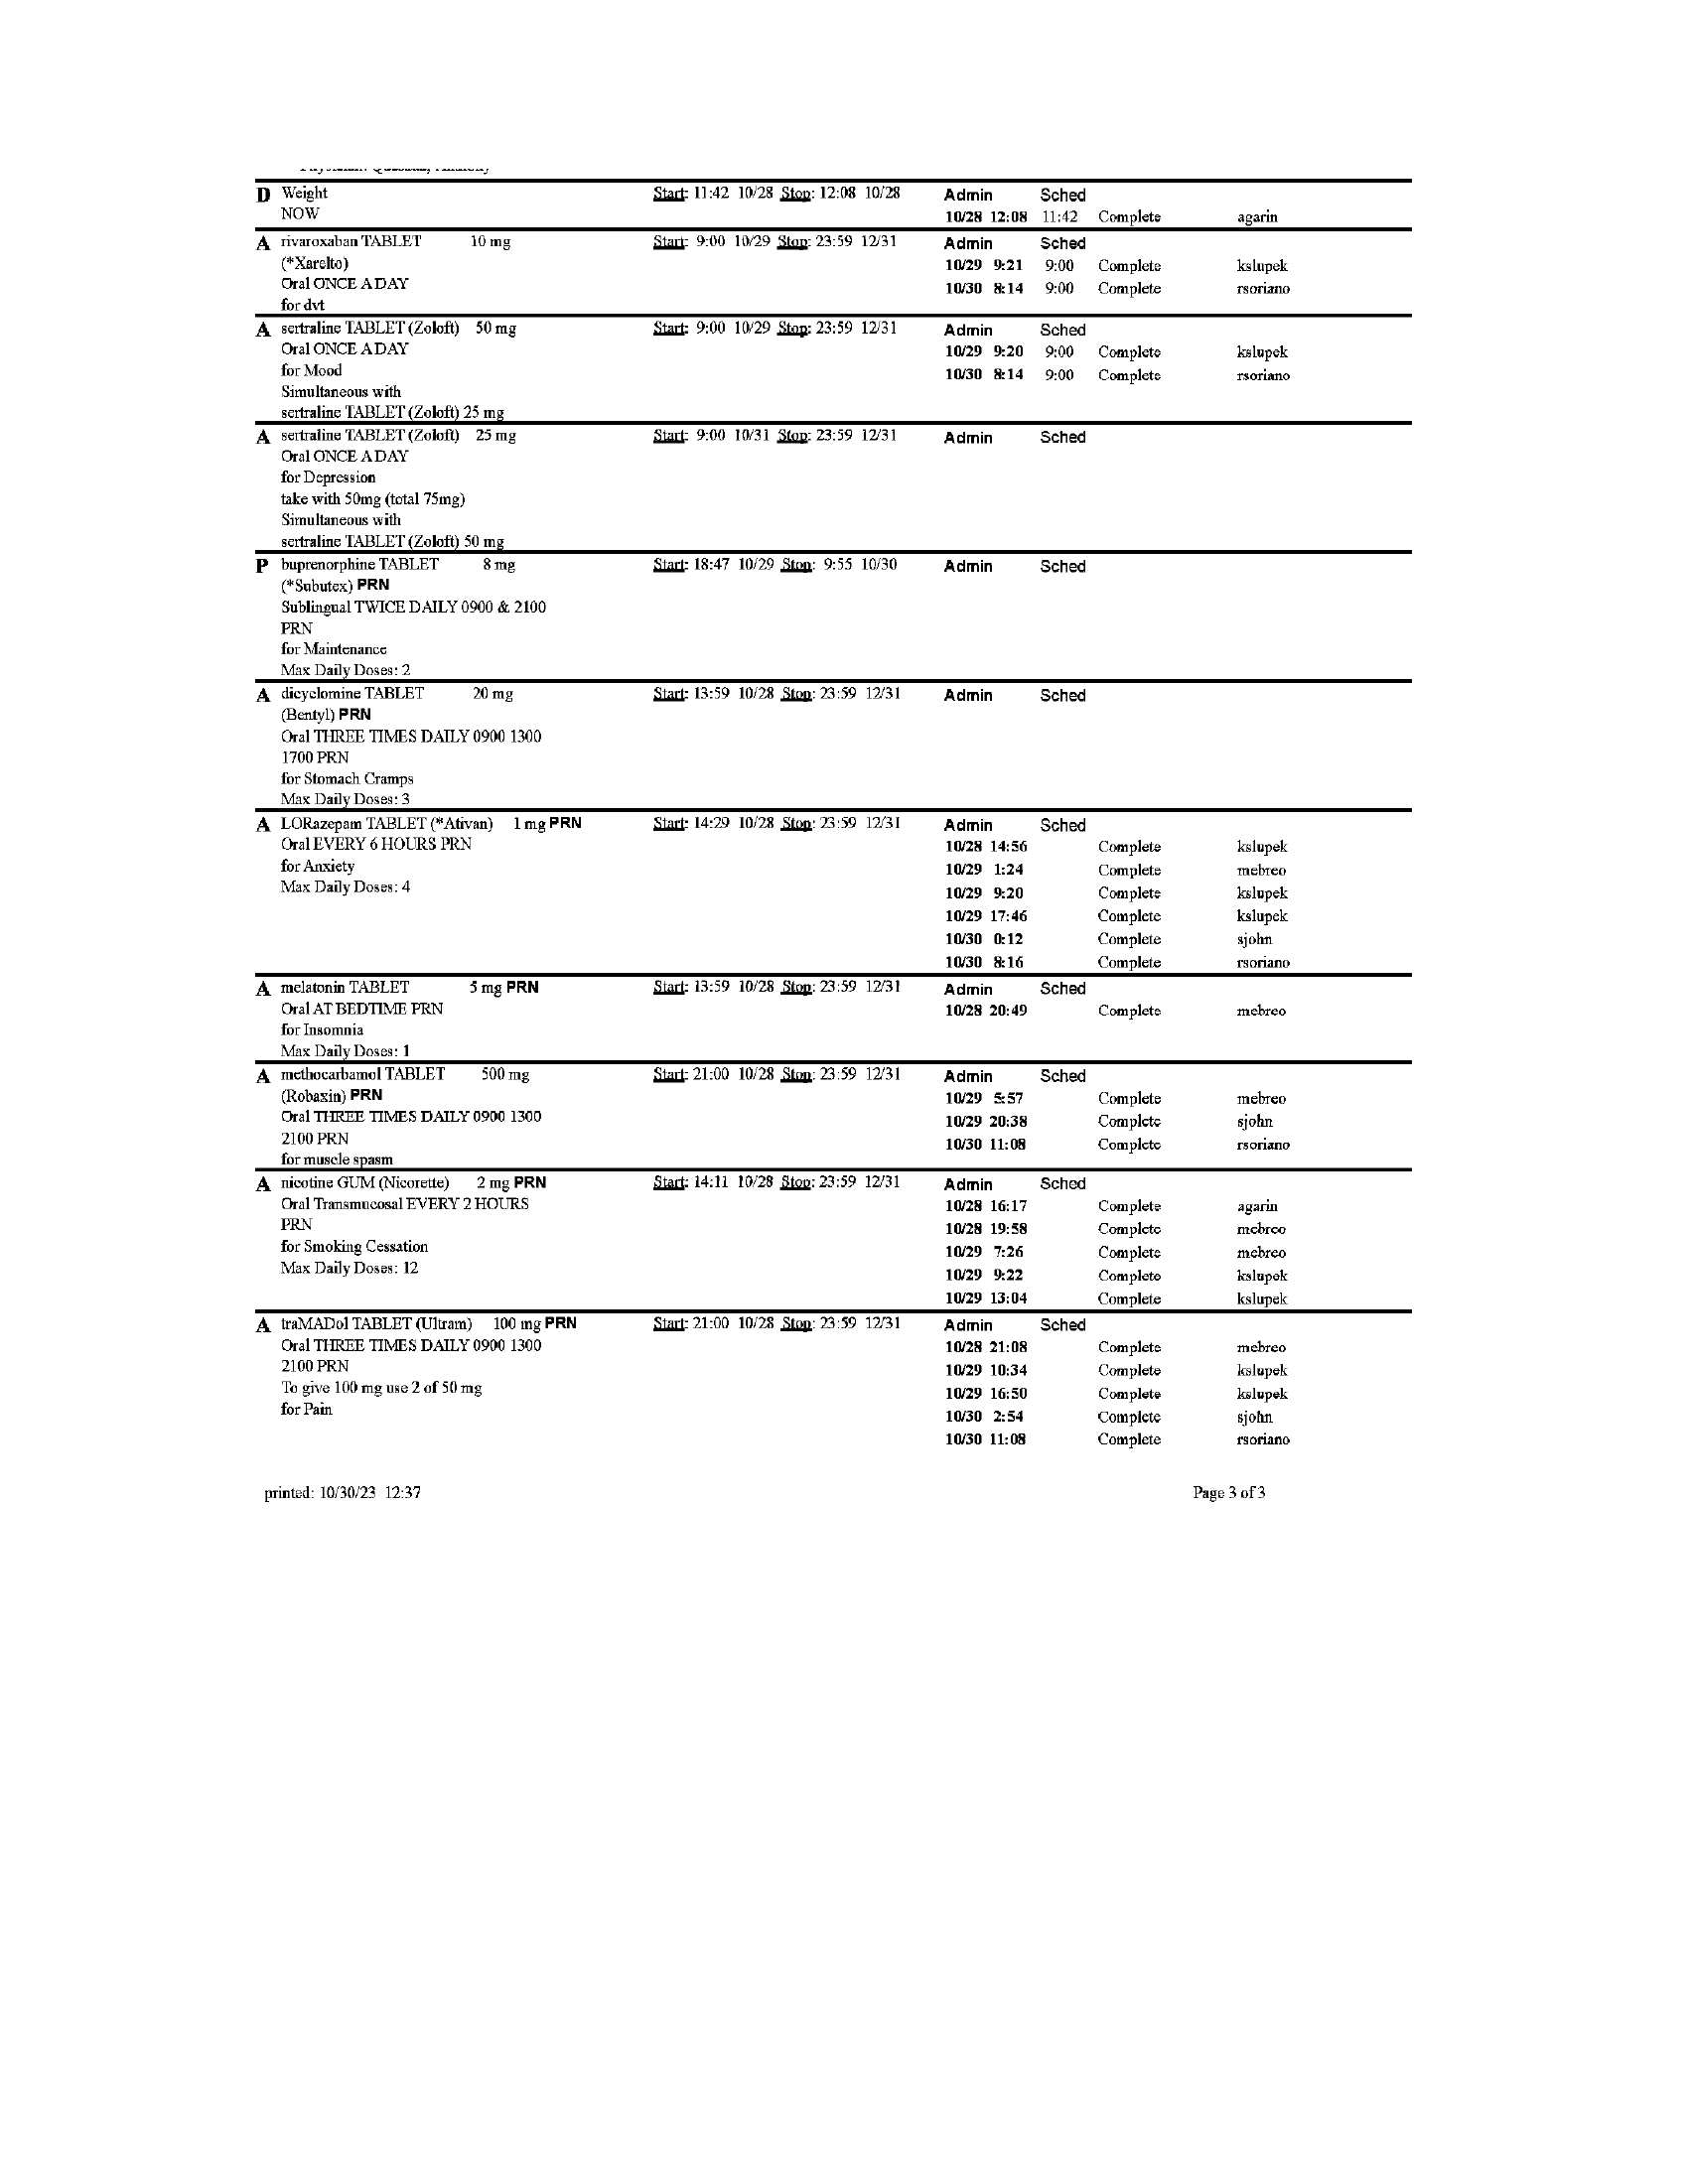 D Weight Start: 11:42 10/28 Stop: 12:08 10/28 Admin Sched
NOW 10/28 12:08 11:42 Complete agarin
A rivaroxaban TABLET 10 mg Start: 9:00 10/29 Stop: 23:59 12/31 Admin Sched
(*Xarelto) 10/29 9:21 9:00 Complete kslupek
Oral ONCE A DAY 10/30 8:14 9:00 Complete rsoriano
for dvt
A sertraline TABLET (Zoloft) 50 mg Start: 9:00 10/29 Stop: 23:59 12/31 Admin Sched
Oral ONCE A DAY 10/29 9:20 9:00 Complete kslupek
for Mood 10/30 8:14 9:00 Complete rsoriano
Simultaneous with
sertraline TABLET (Zoloft) 25 mg
A sertraline TABLET (Zoloft) 25 mg Start: 9:00 10/31 Stop: 23:59 12/31 Admin Sched
Oral ONCE A DAY
for Depression
take with 50mg (total 75mg)
Simultaneous with
sertraline TABLET (Zoloft) 50 mg
P buprenorphine TABLET 8 mg Start: 18:47 10/29 Stop: 9:55 10/30 Admin Sched
(*Subutex) PRN
Sublingual TWICE DAILY 0900 & 2100
PRN
for Maintenance
Max Daily Doses: 2
A dicyclomine TABLET 20 mg Start: 13:59 10/28 Stop: 23:59 12/31 Admin Sched
(Bentyl) PRN
Oral THREE TIMES DAILY 0900 1300
1700 PRN
for Stomach Cramps
Max Daily Doses: 3
A LORazepam TABLET (*Ativan) 1 mg PRN Start: 14:29 10/28 Stop: 23:59 12/31 Admin Sched
Oral EVERY 6 HOURS PRN 10/28 14:56 Complete kslupek
for Anxiety 10/29 1:24 Complete mebreo
Max Daily Doses: 4 10/29 9:20 Complete kslupek
10/29 17:46 Complete kslupek
10/30 0:12 Complete sjohn
10/30 8:16 Complete rsoriano
A melatonin TABLET 5 mg PRN Start: 13:59 10/28 Stop: 23:59 12/31 Admin Sched
Oral AT BEDTIME PRN 10/28 20:49 Complete mebreo
for Insomnia
Max Daily Doses: 1
A methocarbamol TABLET 500 mg Start: 21:00 10/28 Stop: 23:59 12/31 Admin Sched
(Robaxin) PRN 10/29 5:57 Complete mebreo
Oral THREE TIMES DAILY 0900 1300 10/29 20:38 Complete sjohn
2100 PRN 10/30 11:08 Complete rsoriano
for muscle spasm
A nicotine GUM (Nicorette) 2 mg PRN Start: 14:11 10/28 Stop: 23:59 12/31 Admin Sched
Oral Transmucosal EVERY 2 HOURS 10/28 16:17 Complete agarin
PRN 10/28 19:58 Complete mebreo
for Smoking Cessation 10/29 7:26 Complete mebreo
Max Daily Doses: 12 10/29 9:22 Complete kslupek
10/29 13:04 Complete kslupek
A traMADol TABLET (Ultram) 100 mg PRN Start: 21:00 10/28 Stop: 23:59 12/31 Admin Sched
Oral THREE TIMES DAILY 0900 1300 10/28 21:08 Complete mebreo
2100 PRN 10/29 10:34 Complete kslupek
To give 100 mg use 2 of 50 mg 10/29 16:50 Complete kslupek
for Pain 10/30 2:54 Complete sjohn
10/30 11:08 Complete rsoriano
printed: 10/30/23 12:37 Page 3 of 3